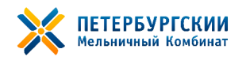 ПЕТЕРБУРГСКИЙ
Мельничный Комбинат